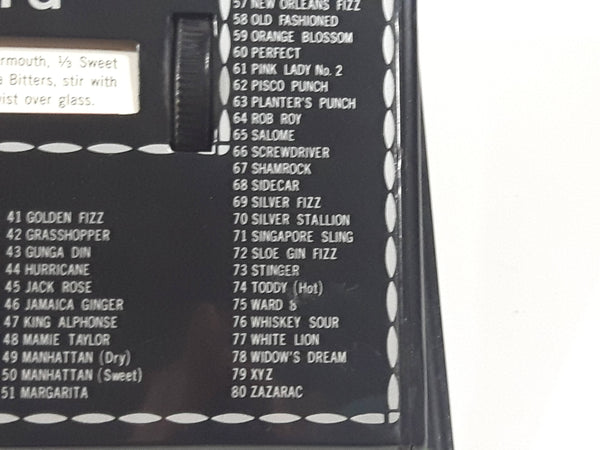 rmouth, ⅓ Sweet
Bitters, stir with
ist over glass.
41 GOLDEN FIZZ
42 GRASSHOPPER
43 GUNGA DIN
44 HURRICANE
45 JACK ROSE
46 JAMAICA GINGER
47 KING ALPHONSE
48 MAMIE TAYLOR
49 MANHATTAN (Dry)
50 MANHATTAN (Sweet)
51 MARGARITA
57 NEW ORLEANS FIZZ
58 OLD FASHIONED
59 ORANGE BLOSSOM
60 PERFECT
61 PINK LADY No. 2
62 PISCO PUNCH
63 PLANTER'S PUNCH
64 ROB ROY
65 SALOME
66 SCREWDRIVER
67 SHAMROCK
68 SIDECAR
69 SILVER FIZZ
70 SILVER STALLION
71 SINGAPORE SLING
72 SLOE GIN FIZZ
73 STINGER
74 TODDY (Hot)
75 WARD 8
76 WHISKEY SOUR
77 WHITE LION
78 WIDOW'S DREAM
79 XYZ
80 ZAZARAC